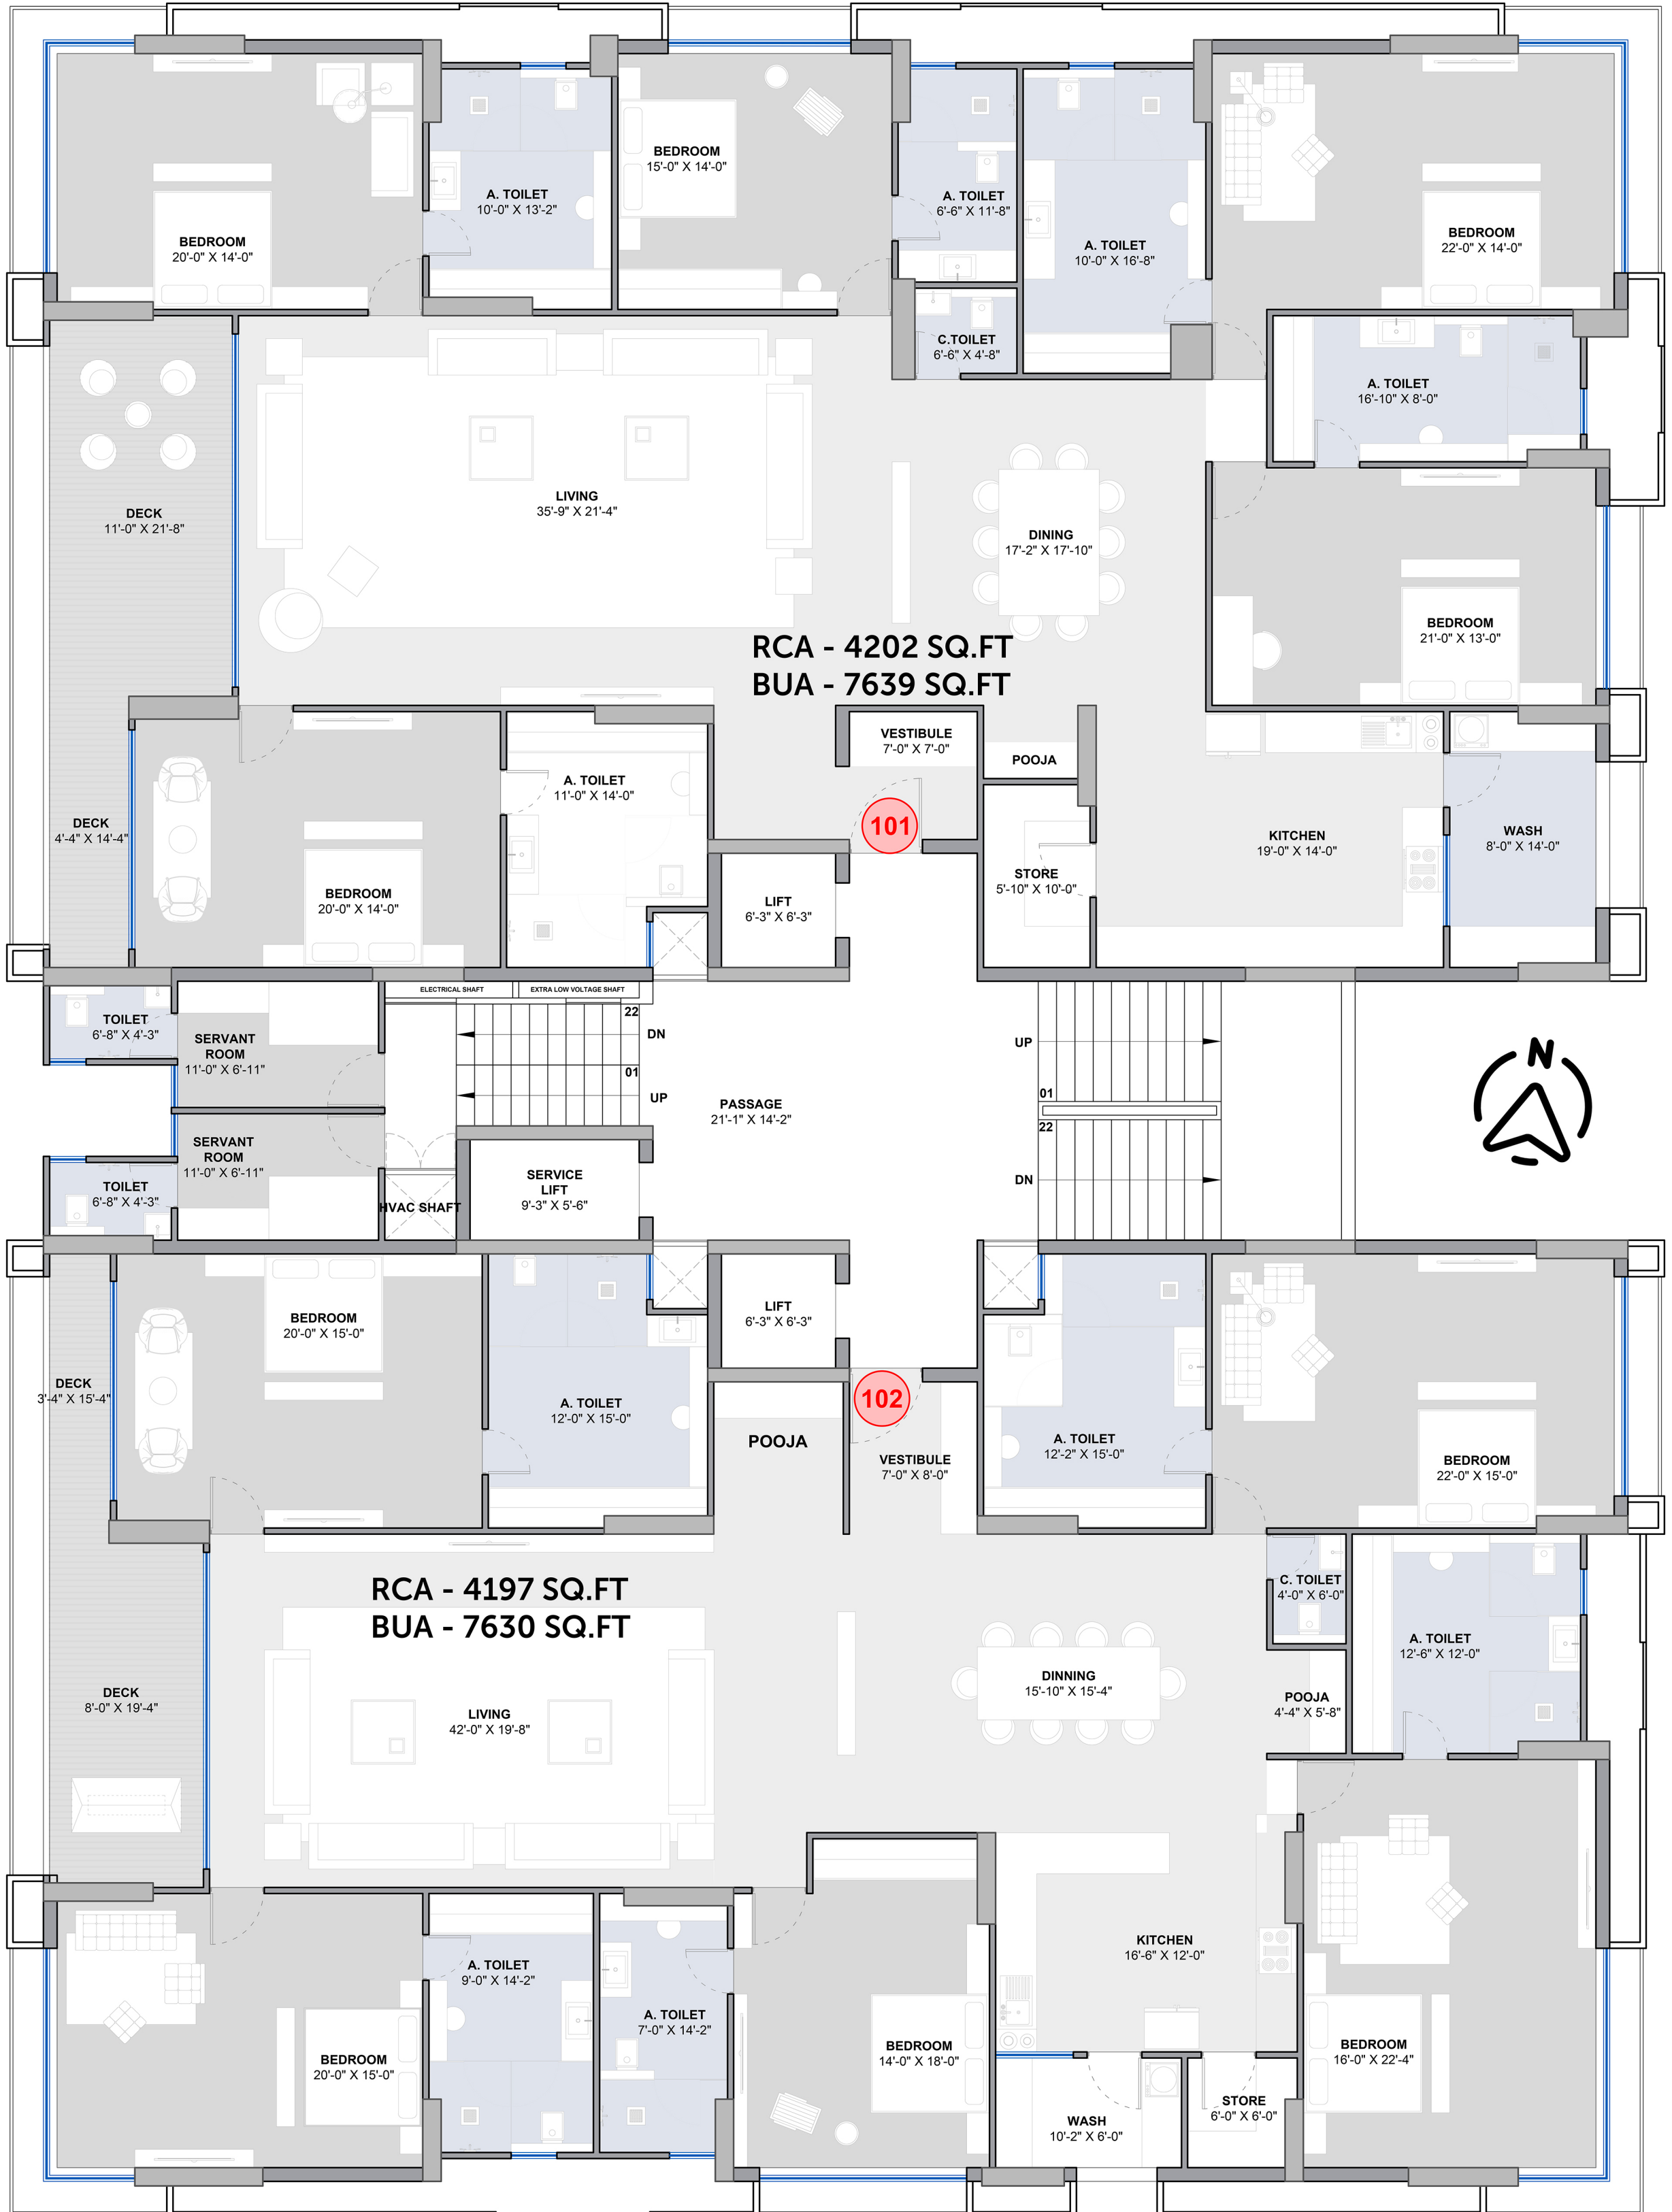 BEDROOM
20'-0" X 14'-0"
A. TOILET
10'-0" X 13'-2"
BEDROOM
15'-0" X 14'-0"
A. TOILET
6'-6" X 11'-8"
A. TOILET
10'-0" X 16'-8"
BEDROOM
22'-0" X 14'-0"
C.TOILET
6'-6" X 4'-8"
A. TOILET
16'-10" X 8'-0"
DECK
11'-0" X 21'-8"
LIVING
35'-9" X 21'-4"
DINING
17'-2" X 17'-10"
BEDROOM
21'-0" X 13'-0"
RCA - 4202 SQ.FT
BUA - 7639 SQ.FT
VESTIBULE
7'-0" X 7'-0"
POOJA
A. TOILET
11'-0" X 14'-0"
DECK
4'-4" X 14'-4"
101
KITCHEN
19'-0" X 14'-0"
WASH
8'-0" X 14'-0"
BEDROOM
20'-0" X 14'-0"
LIFT
6'-3" X 6'-3"
STORE
5'-10" X 10'-0"
ELECTRICAL SHAFT
EXTRA LOW VOLTAGE SHAFT
TOILET
6'-8" X 4'-3"
SERVANT
ROOM
11'-0" X 6'-11"
22
DN
01
UP
PASSAGE
21'-1" X 14'-2"
UP
01
22
DN
N
SERVANT
ROOM
11'-0" X 6'-11"
TOILET
6'-8" X 4'-3"
HVAC SHAFT
SERVICE
LIFT
9'-3" X 5'-6"
BEDROOM
20'-0" X 15'-0"
LIFT
6'-3" X 6'-3"
DECK
3'-4" X 15'-4"
A. TOILET
12'-0" X 15'-0"
102
POOJA
VESTIBULE
7'-0" X 8'-0"
A. TOILET
12'-2" X 15'-0"
BEDROOM
22'-0" X 15'-0"
RCA - 4197 SQ.FT
BUA - 7630 SQ.FT
C. TOILET
4'-0" X 6'-0"
A. TOILET
12'-6" X 12'-0"
DECK
8'-0" X 19'-4"
LIVING
42'-0" X 19'-8"
DINNING
15'-10" X 15'-4"
POOJA
4'-4" X 5'-8"
A. TOILET
9'-0" X 14'-2"
KITCHEN
16'-6" X 12'-0"
A. TOILET
7'-0" X 14'-2"
BEDROOM
20'-0" X 15'-0"
BEDROOM
14'-0" X 18'-0"
BEDROOM
16'-0" X 22'-4"
WASH
10'-2" X 6'-0"
STORE
6'-0" X 6'-0"